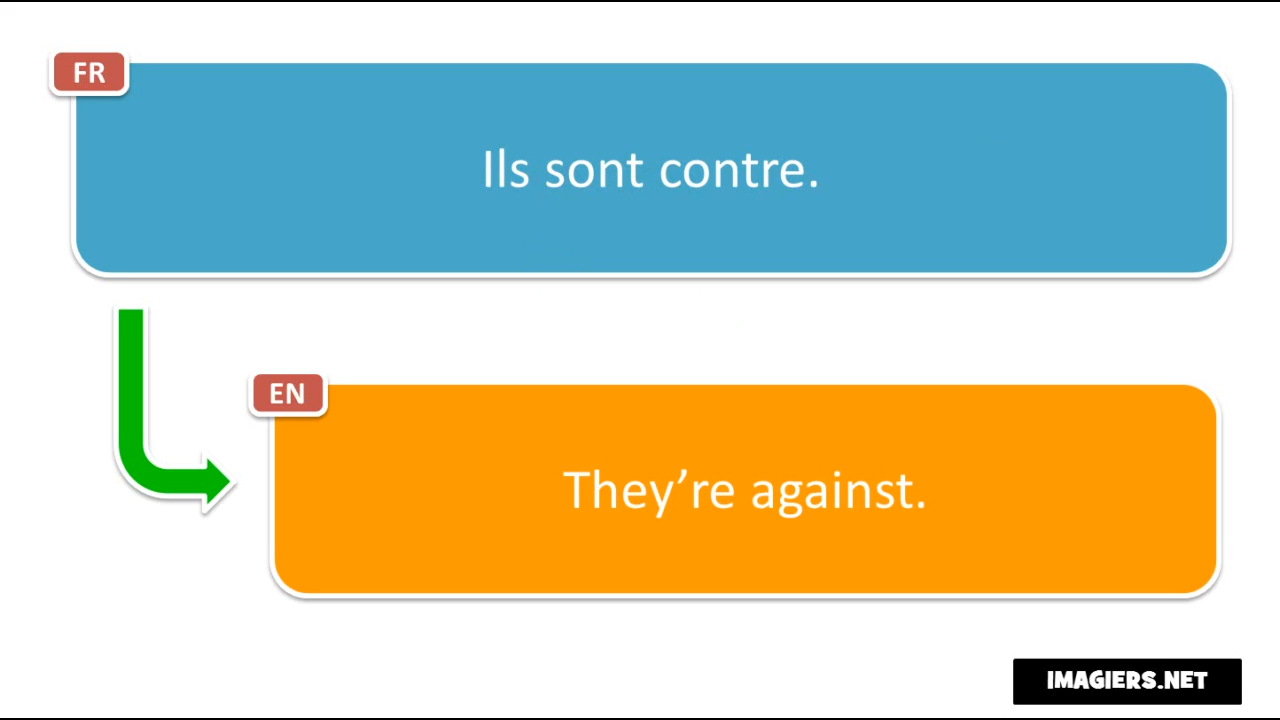 FR
Ils sont contre.
EN
They’re against.
IMAGIERS.NET